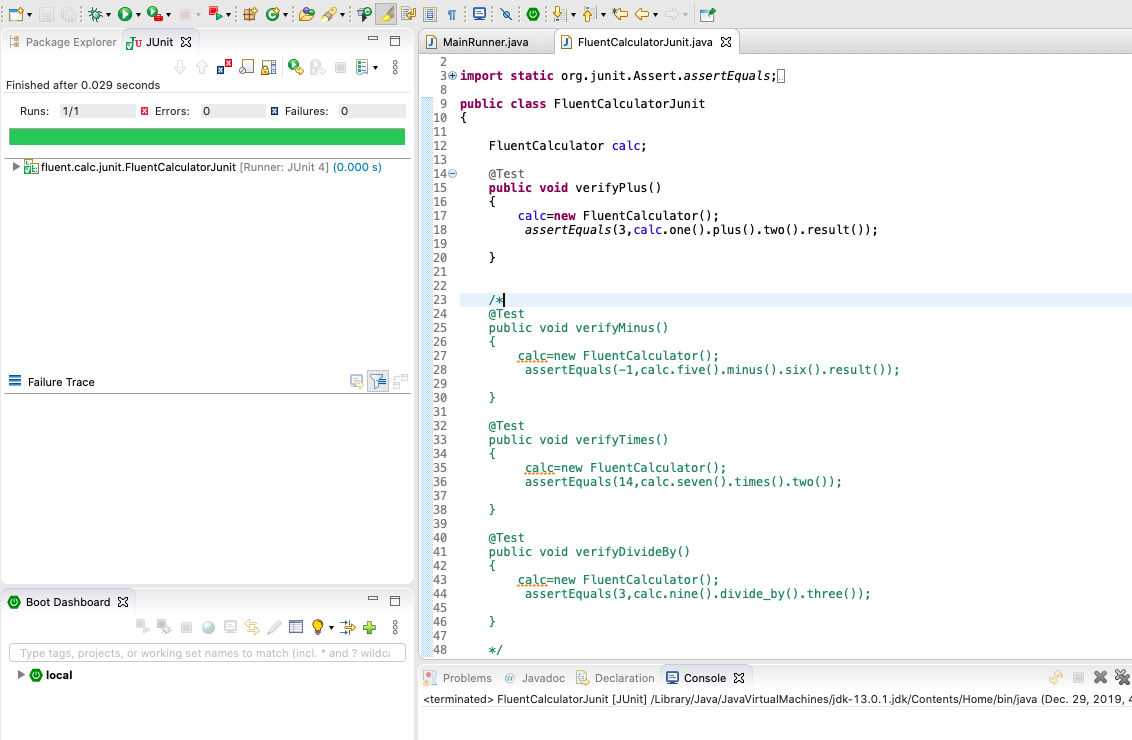 Package Explorer JUnit
Finished after 0.029 seconds
Runs: 1/1 Errors: 0 Failures: 0
fluent.calc.junit.FluentCalculatorJunit [Runner: JUnit 4] (0.000 s)
Failure Trace
Boot Dashboard
Type tags, projects, or working set names to match (incl. * and ? wildca
local
MainRunner.java FluentCalculatorJunit.java
2
3 import static org.junit.Assert.assertEquals;
8
9 public class FluentCalculatorJunit
10 {
11
12 FluentCalculator calc;
13
14 @Test
15 public void verifyPlus()
16 {
17 calc=new FluentCalculator();
18 assertEquals(3,calc.one().plus().two().result());
19
20 }
21
22
23 /*
24 @Test
25 public void verifyMinus()
26 {
27 calc=new FluentCalculator();
28 assertEquals(-1,calc.five().minus().six().result());
29
30 }
31
32 @Test
33 public void verifyTimes()
34 {
35 calc=new FluentCalculator();
36 assertEquals(14,calc.seven().times().two());
37
38 }
39
40 @Test
41 public void verifyDivideBy()
42 {
43 calc=new FluentCalculator();
44 assertEquals(3,calc.nine().divide_by().three());
45
46 }
47
48 */
Problems @ Javadoc Declaration Console
<terminated> FluentCalculatorJunit [JUnit] /Library/Java/JavaVirtualMachines/jdk-13.0.1.jdk/Contents/Home/bin/java (Dec. 29, 2019, 4